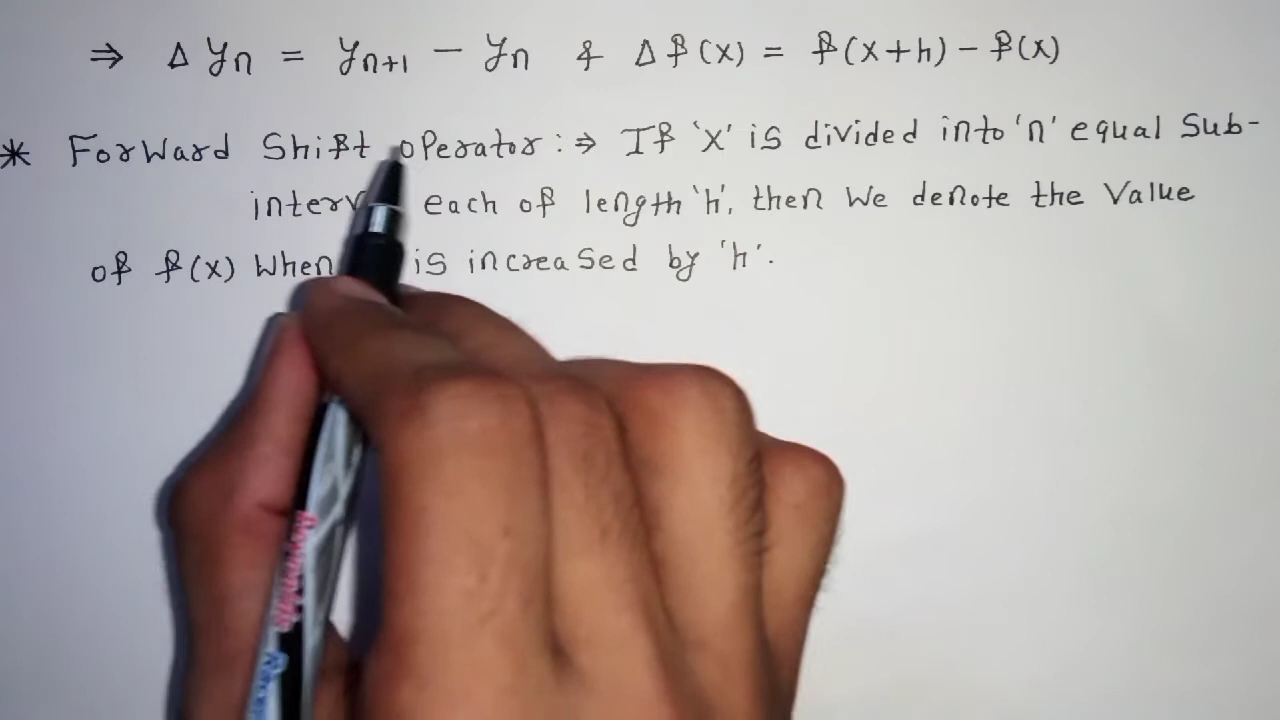 ⇒ Δ yn = yn+1 − yn & Δ f(x) = f(x+h) − f(x)
* Forward Shift operator :⇒ If 'x' is divided into 'n' equal Sub-
each of length 'h', then We denote the Value
of f(x) When is increased by 'h'.